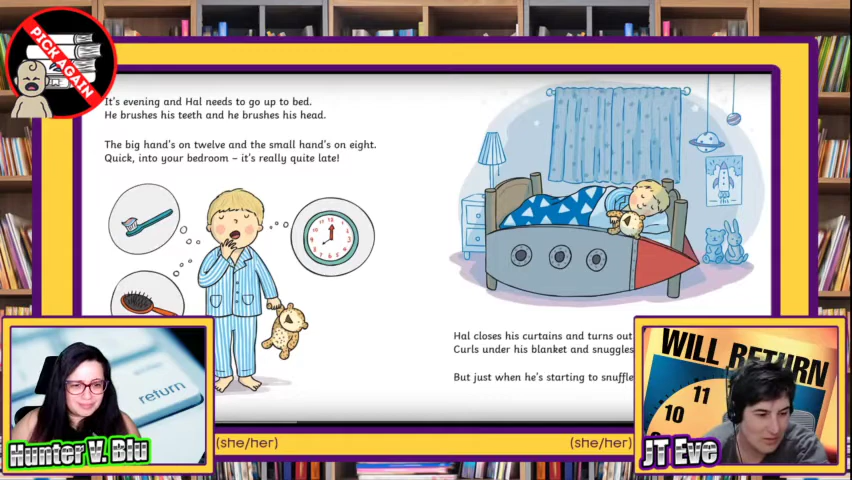 PICK AGAIN
It's evening and Hal needs to go up to bed.
He brushes his teeth and he brushes his head.
The big hand's on twelve and the small hand's on eight.
Quick, into your bedroom – it's really quite late!
Hal closes his curtains and turns out
Curls under his blanket and snuggles
But just when he's starting to snuffle
return
WILL RETURN
11
10
Hunter V. Blu
(she/her)
(she/her)
JT Eve